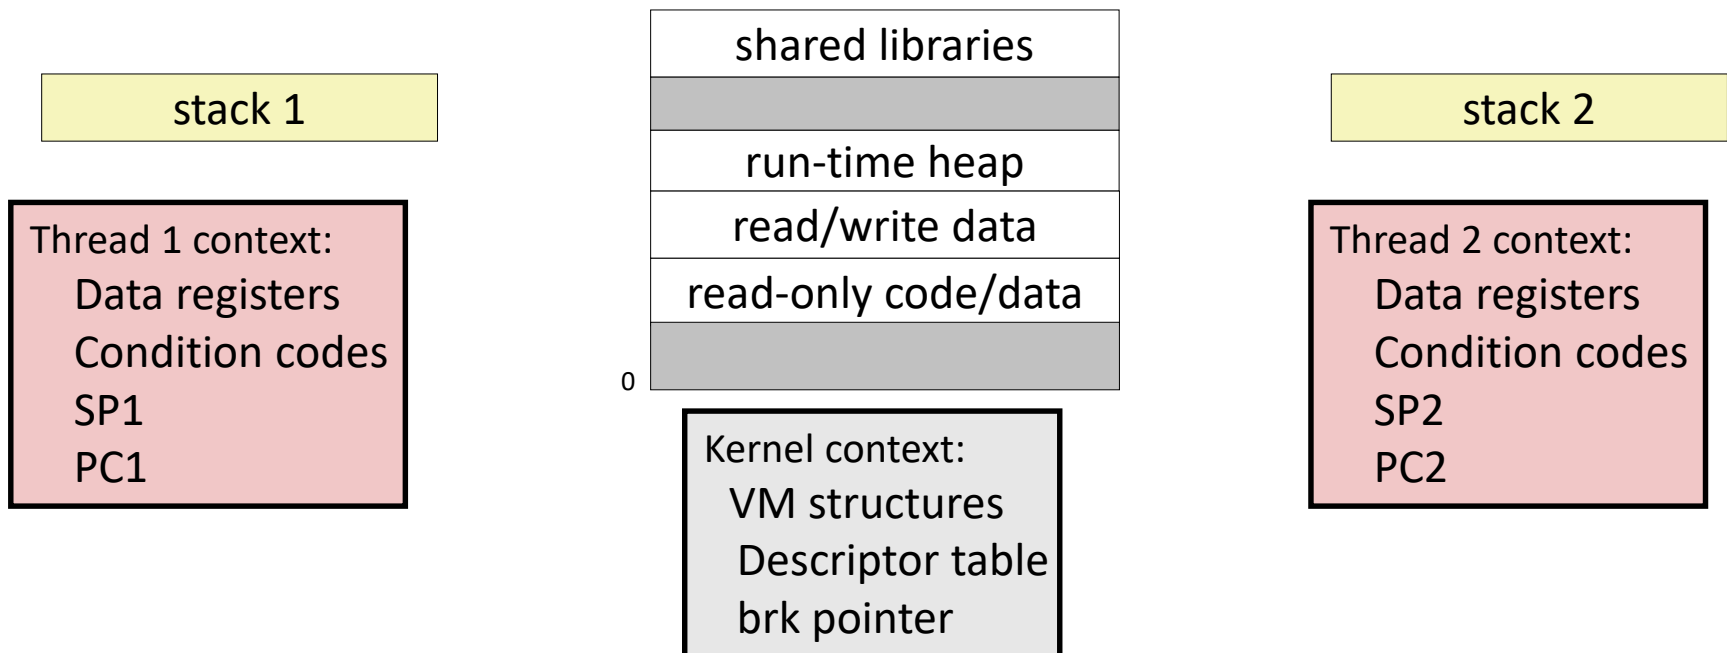 stack 1
Thread 1 context:
Data registers
Condition codes
SP1
PC1
shared libraries
run-time heap
read/write data
read-only code/data
0
Kernel context:
VM structures
Descriptor table
brk pointer
stack 2
Thread 2 context:
Data registers
Condition codes
SP2
PC2